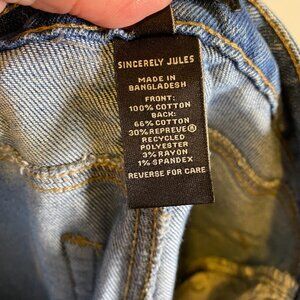 SINCERELY JULES
MADE IN
BANGLADESH
FRONT:
100% COTTON
BACK:
66% COTTON
30% REPREVE®
RECYCLED
POLYESTER
3% RAYON
1% SPANDEX
REVERSE FOR CARE